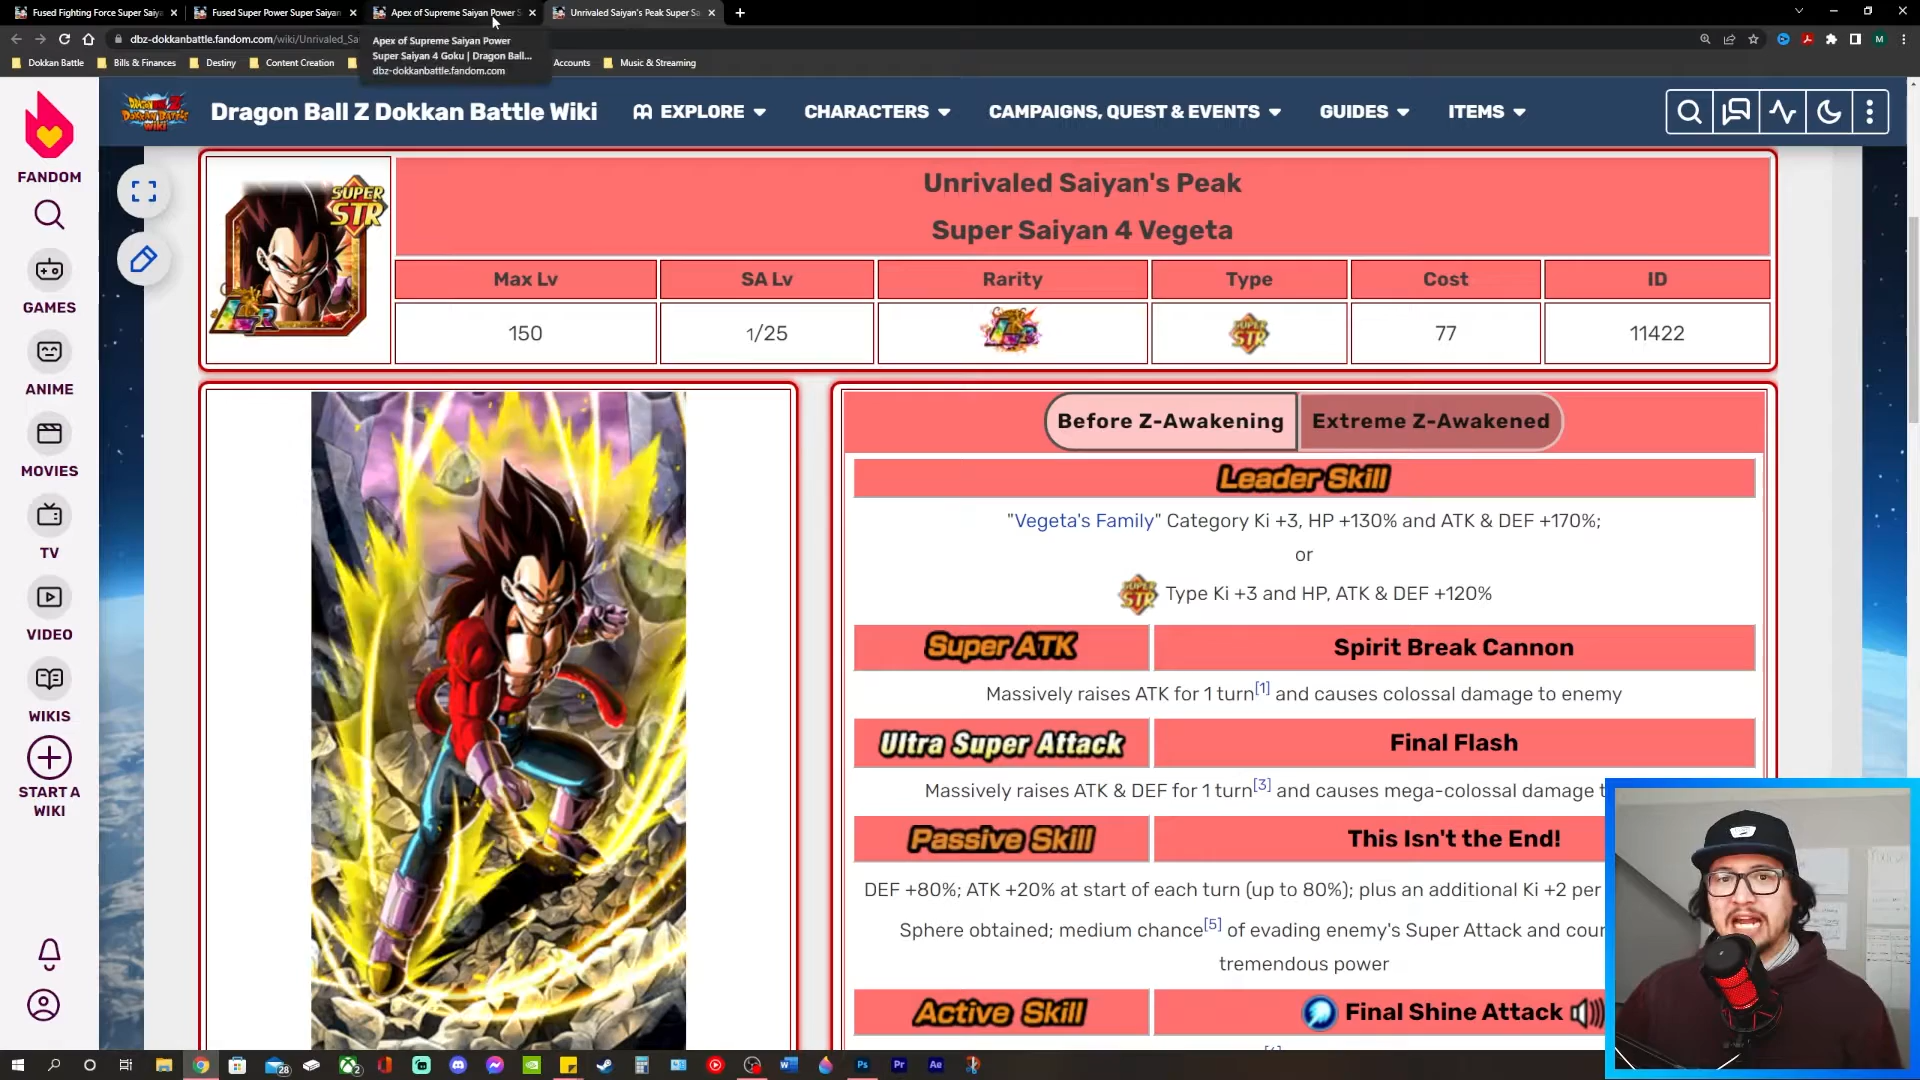 Fused Fighting Force Super Saiya
Fused Super Power Super Saiyan
Apex of Supreme Saiyan Power S
Unrivaled Saiyan's Peak Super Sa
dbz-dokkanbattle.fandom.com/wiki/Unrivaled_Sa
Apex of Supreme Saiyan Power
Super Saiyan 4 Goku | Dragon Ball...
dbz-dokkanbattle.fandom.com
Dokkan Battle
Bills & Finances
Destiny
Content Creation
Accounts
Music & Streaming
Dragon Ball Z Dokkan Battle Wiki
EXPLORE
CHARACTERS
CAMPAIGNS, QUEST & EVENTS
GUIDES
ITEMS
FANDOM
GAMES
ANIME
MOVIES
TV
VIDEO
WIKIS
START A
WIKI
SUPER
STR
LR
Unrivaled Saiyan's Peak
Super Saiyan 4 Vegeta
Max Lv
SA Lv
Rarity
Type
Cost
ID
150
1/25
LR
SUPER STR
77
11422
Before Z-Awakening
Extreme Z-Awakened
Leader Skill
"Vegeta's Family" Category Ki +3, HP +130% and ATK & DEF +170%;
or
SUPER STR Type Ki +3 and HP, ATK & DEF +120%
Super ATK
Spirit Break Cannon
Massively raises ATK for 1 turn[1] and causes colossal damage to enemy
Ultra Super Attack
Final Flash
Massively raises ATK & DEF for 1 turn[3] and causes mega-colossal damage t
Passive Skill
This Isn't the End!
DEF +80%; ATK +20% at start of each turn (up to 80%); plus an additional Ki +2 per
Sphere obtained; medium chance[5] of evading enemy's Super Attack and coun
tremendous power
Active Skill
Final Shine Attack